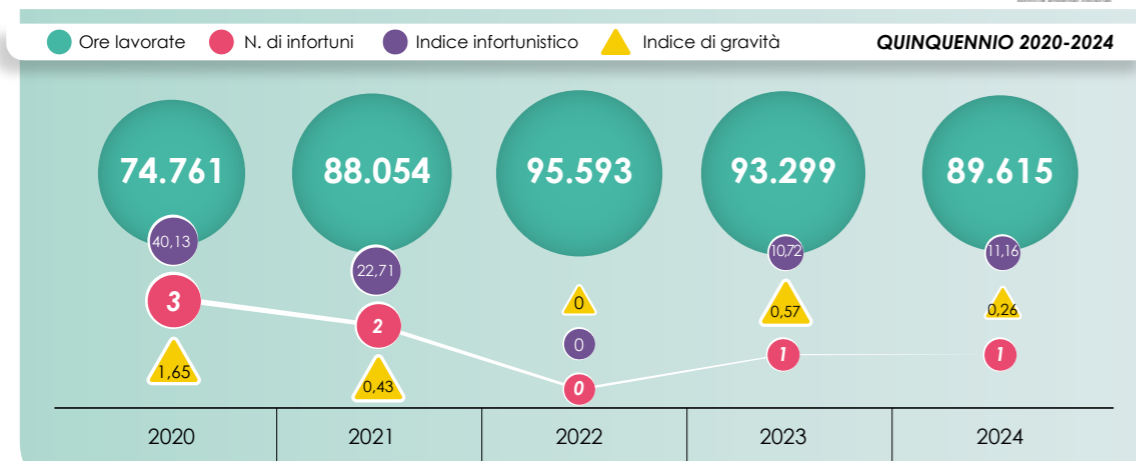 Ore lavorate N. di infortuni Indice infortunistico Indice di gravità QUINQUENNIO 2020-2024
74.761 88.054 95.593 93.299 89.615
40,13 22,71 10,72 11,16
3 2 0 0,57 0,26
1,65 0,43 0 1 1
0
2020 2021 2022 2023 2024